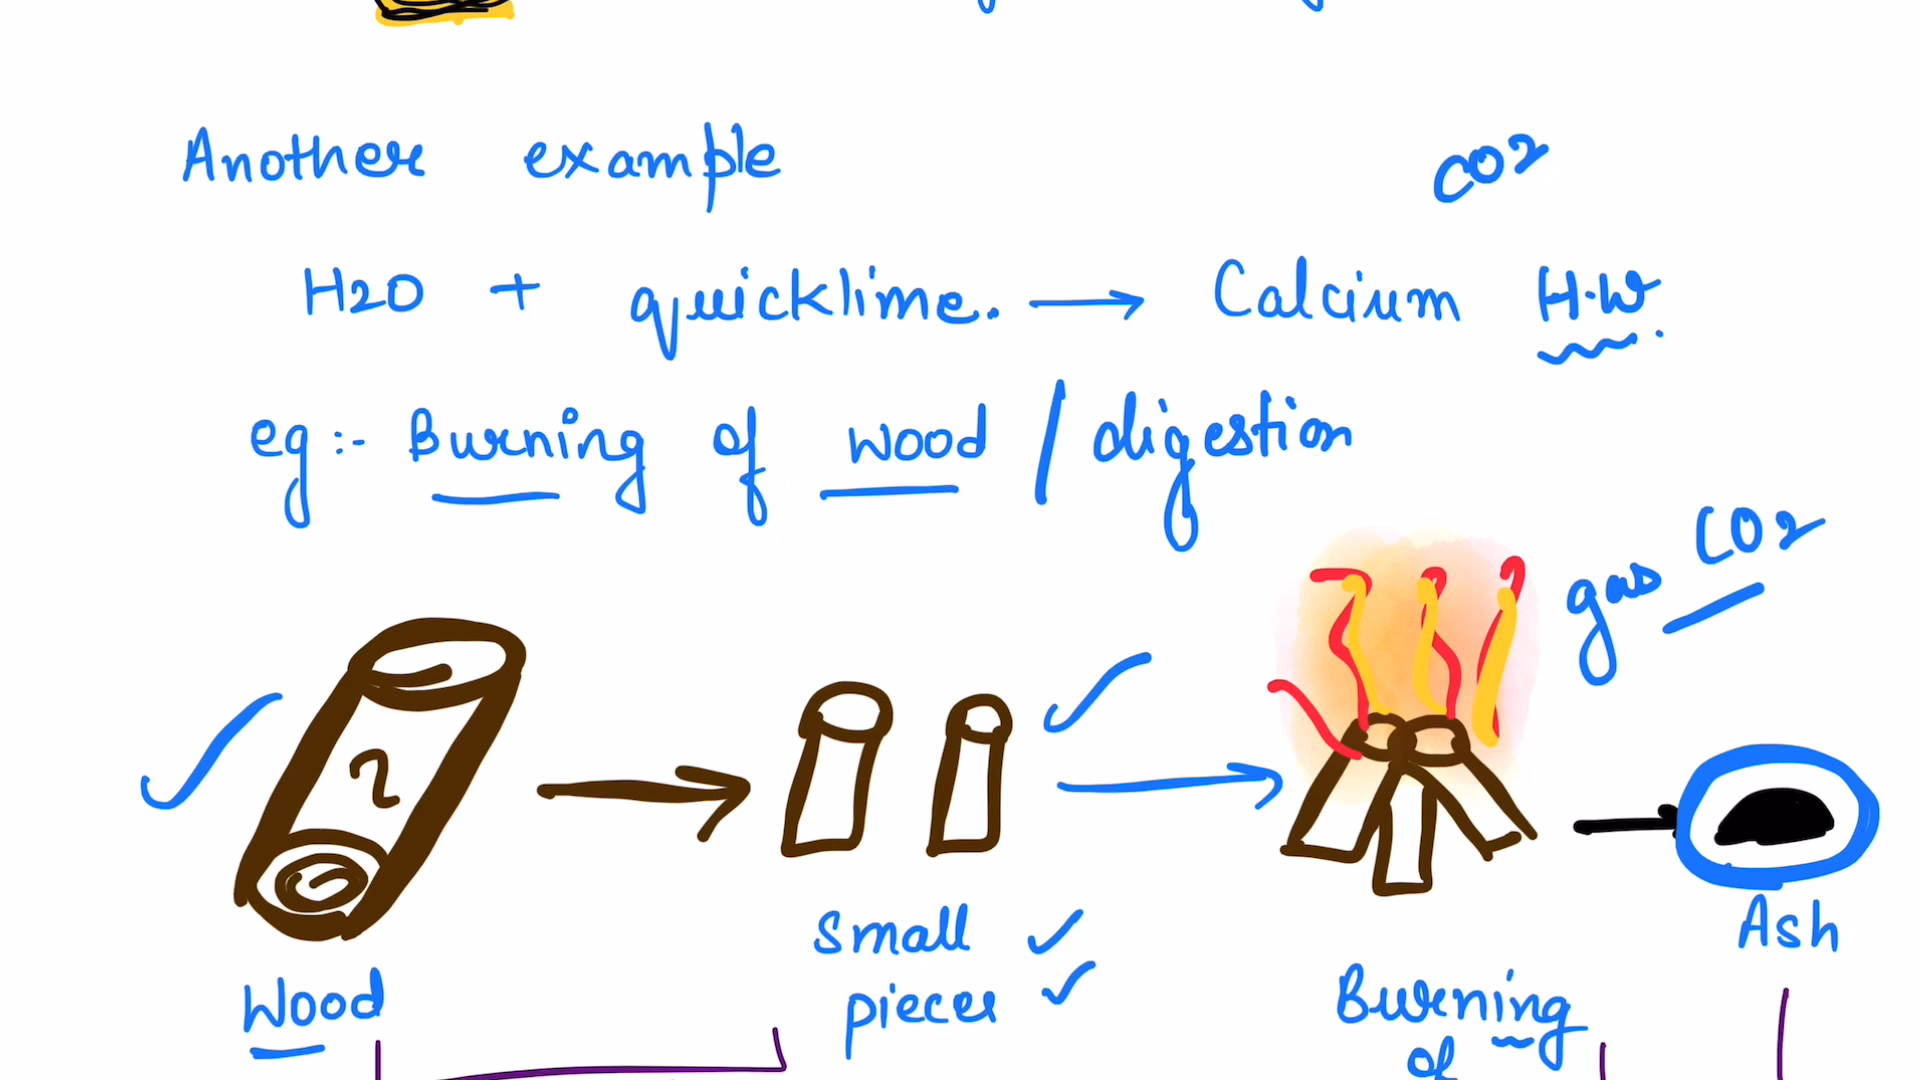 Another example
CO2
H2O + quicklime. → Calcium H.W.
eg:- Burning of wood / digestion
gas CO2
Ash
small
pieces
Wood
Burning
of